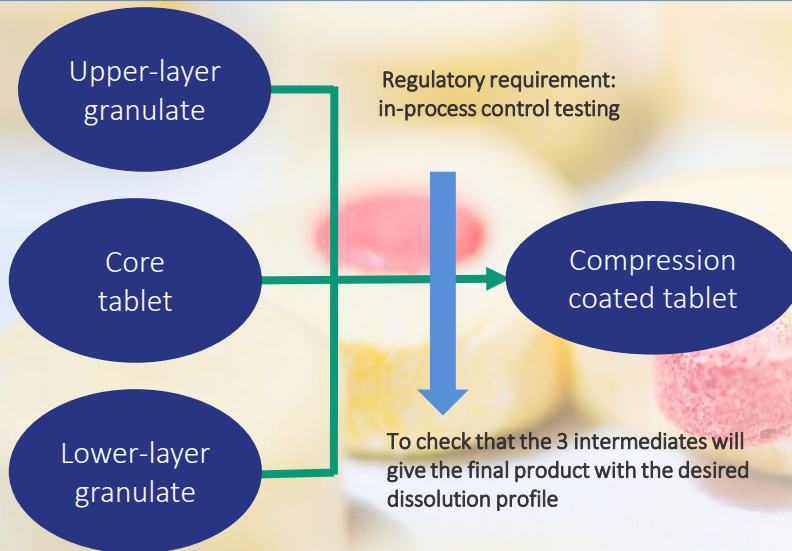 Upper-layer
granulate
Regulatory requirement:
in-process control testing
Core
tablet
Compression
coated tablet
Lower-layer
granulate
To check that the 3 intermediates will
give the final product with the desired
dissolution profile